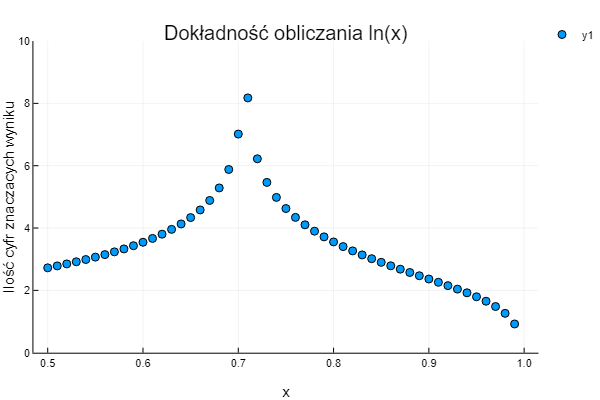 Dokładność obliczania ln(x)
y1
Ilość cyfr znaczacych wyniku
10
8
6
4
2
0
0.5 0.6 0.7 0.8 0.9 1.0
x